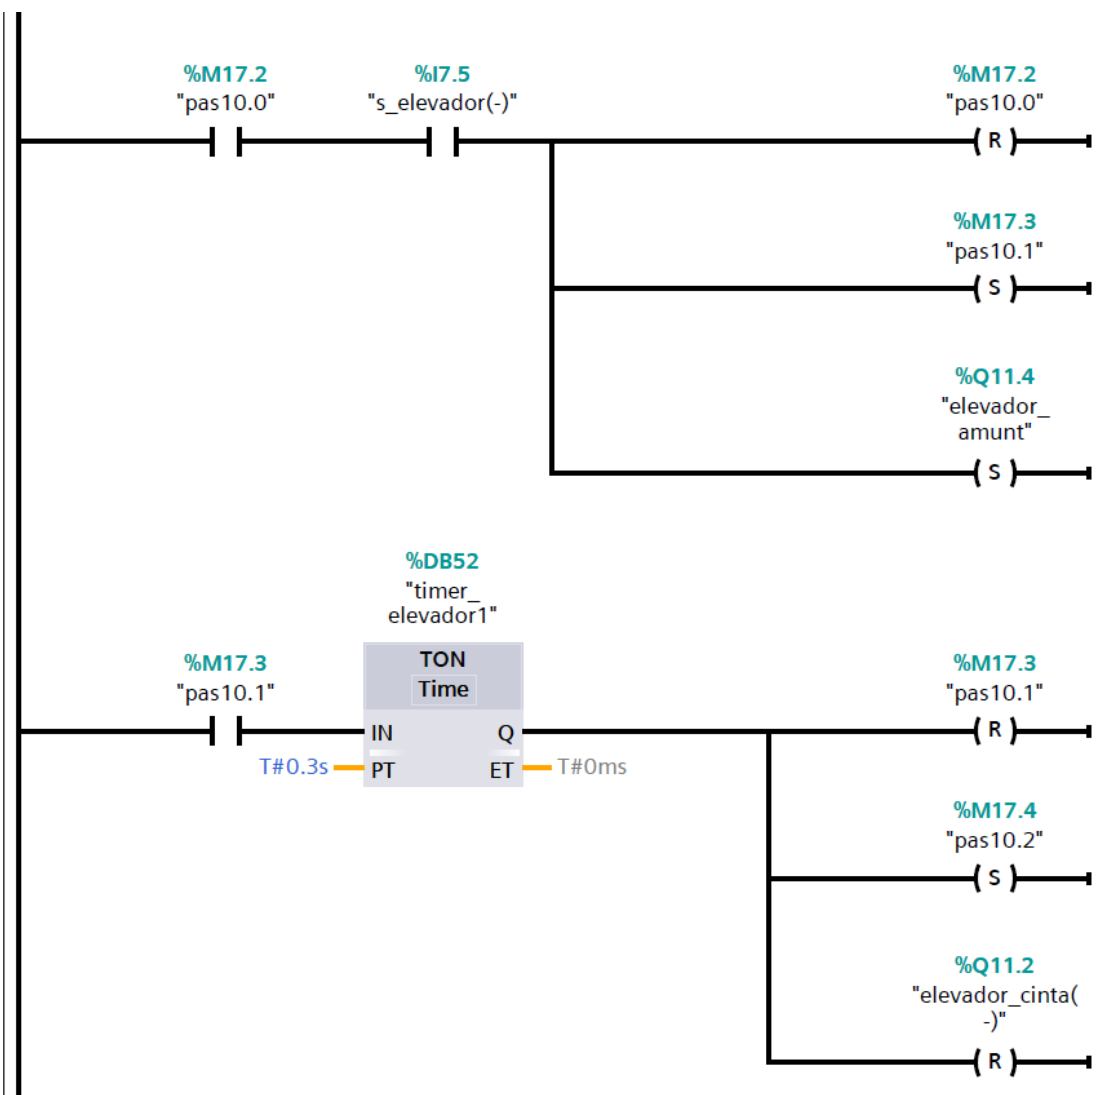 %M17.2
"pas10.0"
%I7.5
"s_elevador(-)"
%M17.2
"pas10.0"
R
%M17.3
"pas10.1"
S
%Q11.4
"elevador_
amunt"
S
%DB52
"timer_
elevador1"
TON
Time
%M17.3
"pas10.1"
IN
Q
T#0.3s
PT
ET
T#0ms
%M17.3
"pas10.1"
R
%M17.4
"pas10.2"
S
%Q11.2
"elevador_cinta(
-)"
R